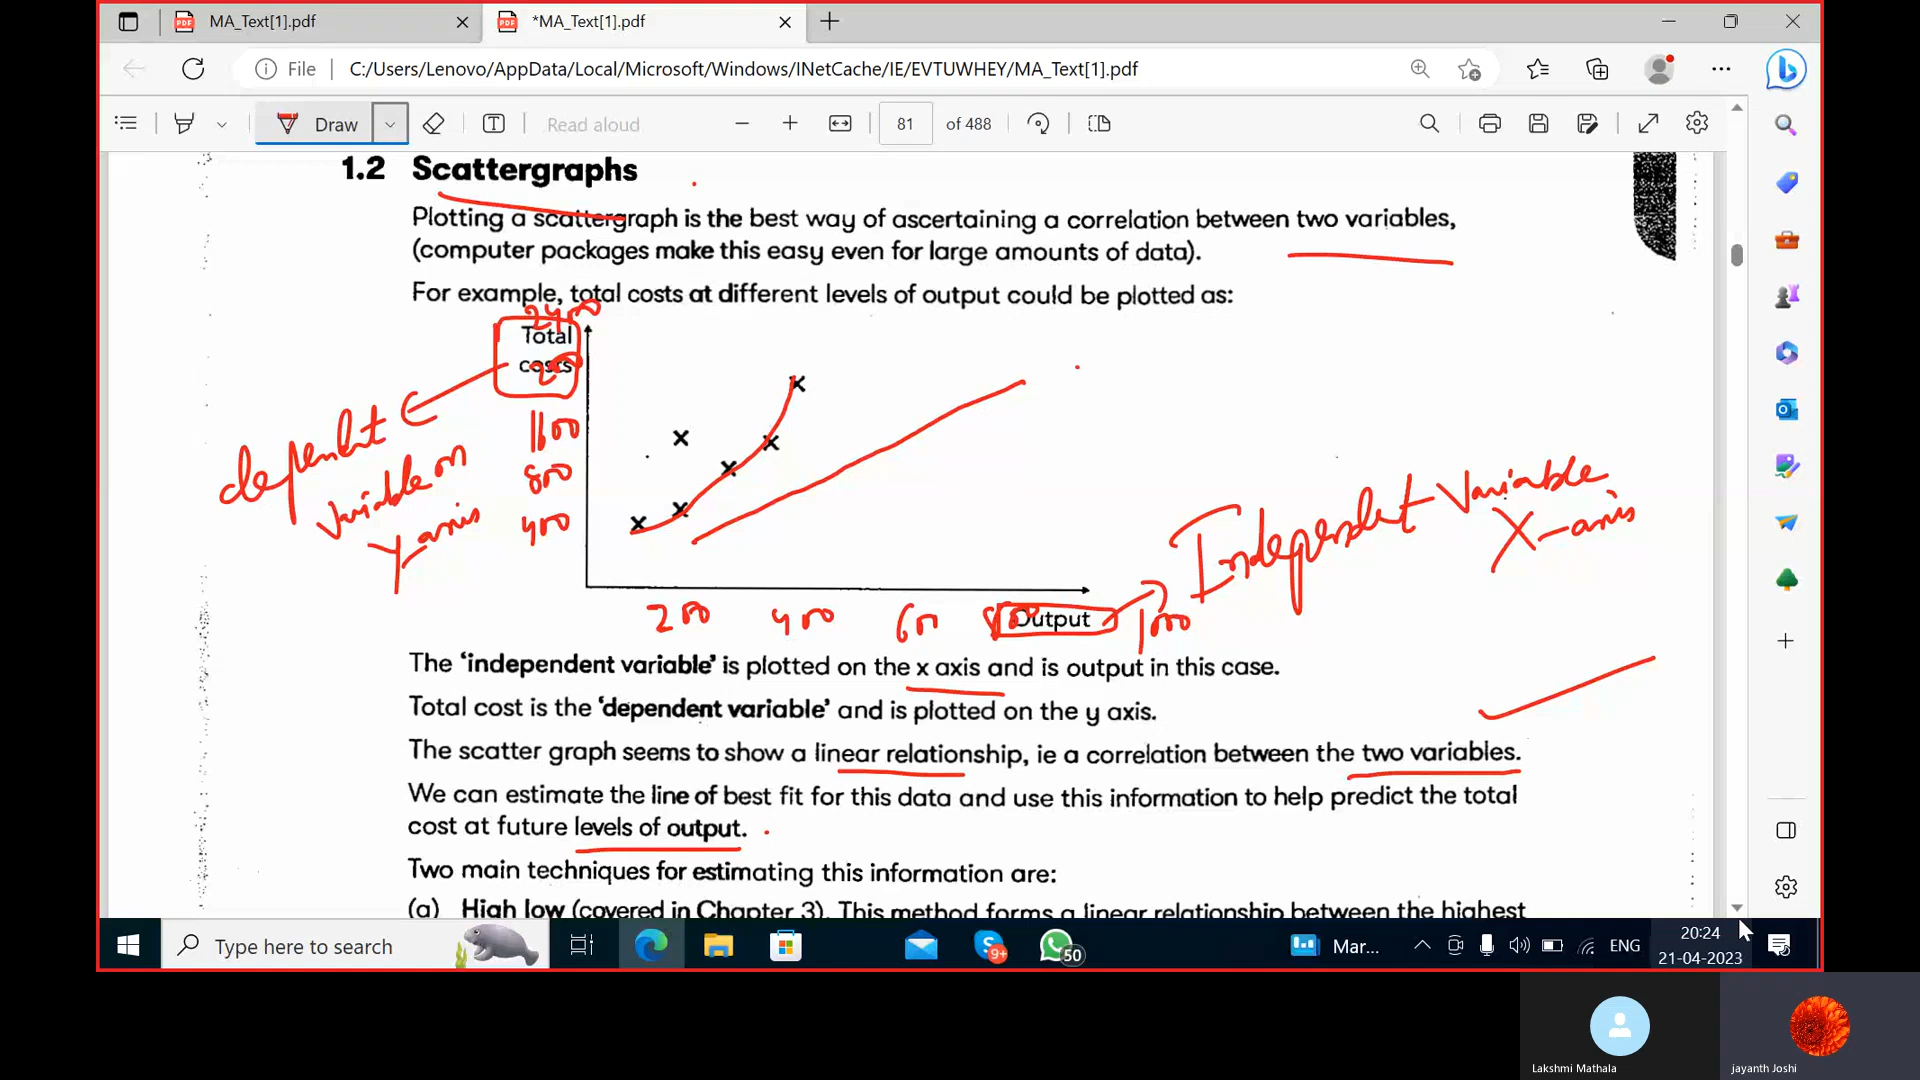 MA_Text[1].pdf
*MA_Text[1].pdf
File
C:/Users/Lenovo/AppData/Local/Microsoft/Windows/INetCache/IE/EVTUWHEY/MA_Text[1].pdf
Draw
Read aloud
81 of 488
1.2 Scattergraphs
Plotting a scattergraph is the best way of ascertaining a correlation between two variables,
(computer packages make this easy even for large amounts of data).
For example, total costs at different levels of output could be plotted as:
2400
Total
costs
dependent
variable on
Y axis
1600
800
400
Independent Variable
X-axis
200 400 600 800 Output 1000
The 'independent variable' is plotted on the x axis and is output in this case.
Total cost is the 'dependent variable' and is plotted on the y axis.
The scatter graph seems to show a linear relationship, ie a correlation between the two variables.
We can estimate the line of best fit for this data and use this information to help predict the total
cost at future levels of output.
Two main techniques for estimating this information are:
(a) High low (covered in Chapter 3). This method forms a linear relationship between the highest
Type here to search
9+
50
Mar...
ENG
20:24
21-04-2023
Lakshmi Mathala
jayanth Joshi